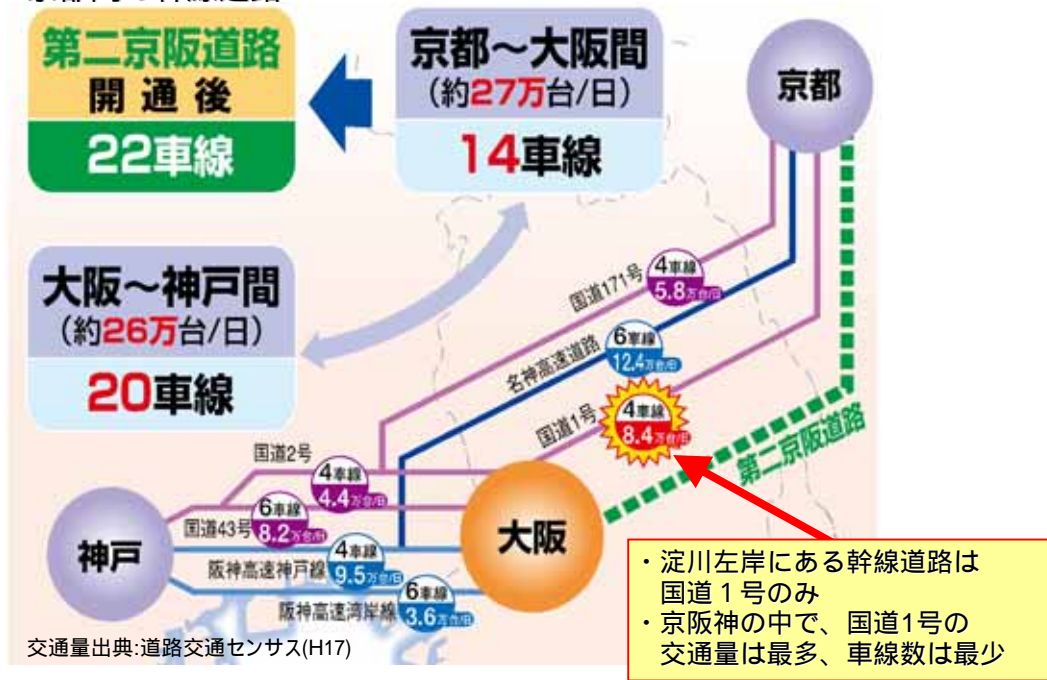 第二京阪道路
開通後
22車線
京都～大阪間
(約27万台/日)
14車線
京都
大阪～神戸間
(約26万台/日)
20車線
国道171号
4車線
5.8万台/日
名神高速道路
6車線
12.4万台/日
国道1号
4車線
8.4万台/日
第二京阪道路
国道2号
4車線
4.4万台/日
国道43号
6車線
8.2万台/日
神戸
大阪
阪神高速神戸線
4車線
9.5万台/日
阪神高速湾岸線
6車線
3.6万台/日
・淀川左岸にある幹線道路は
国道１号のみ
・京阪神の中で、国道1号の
交通量は最多、車線数は最少
交通量出典:道路交通センサス(H17)